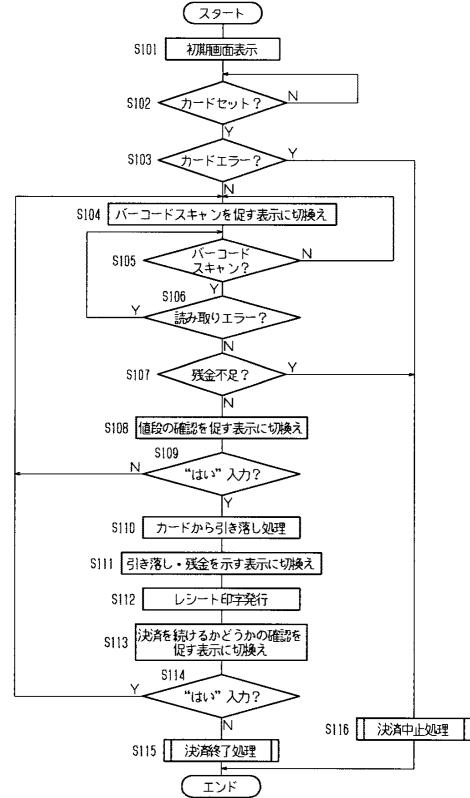 スタート
S101 初期画面表示
S102 カードセット？ N
Y
S103 カードエラー？ Y
N
S104 バーコードスキャンを促す表示に切換え
S105 バーコード
スキャン？ N
Y
S106
Y 読み取りエラー？
N
S107 残金不足？ Y
N
S108 値段の確認を促す表示に切換え
S109
N “はい”入力？
Y
S110 カードから引き落し処理
S111 引き落し・残金を示す表示に切換え
S112 レシート印字発行
S113 決済を続けるかどうかの確認を
促す表示に切換え
S114
Y “はい”入力？
N
S116 決済中止処理
S115 決済終了処理
エンド